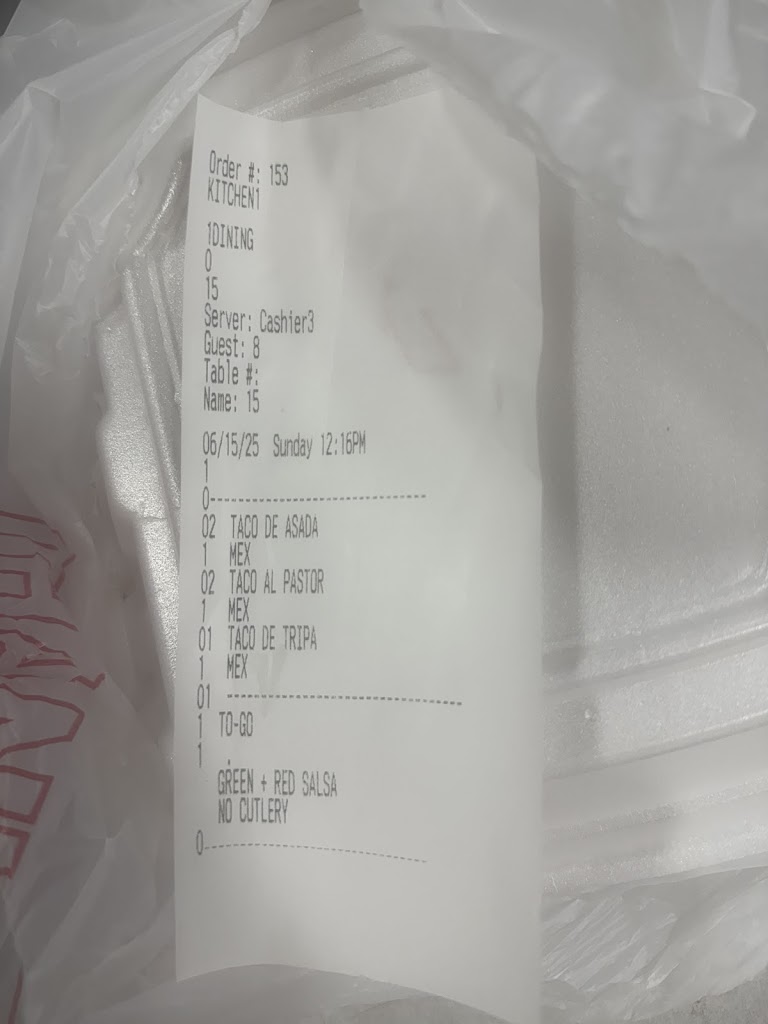 Order #: 153
KITCHEN1
1DINING
0
15
Server: Cashier3
Guest: 8
Table #:
Name: 15
06/15/25 Sunday 12:16PM
1
0--------------------------------
02 TACO DE ASADA
1 MEX
02 TACO AL PASTOR
1 MEX
01 TACO DE TRIPA
1 MEX
01 --------------------------------
1 TO-GO
1 .
GREEN + RED SALSA
NO CUTLERY
0--------------------------------